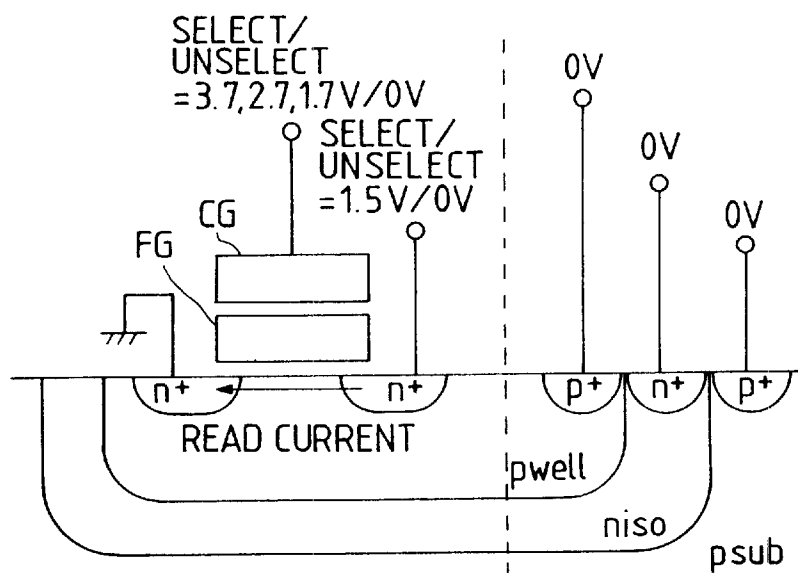 SELECT/
UNSELECT
=3.7,2.7,1.7V/0V
SELECT/
UNSELECT
=1.5V/0V
0V
0V
0V
CG
FG
n+
n+
p+
n+
p+
READ CURRENT
pwell
niso
psub